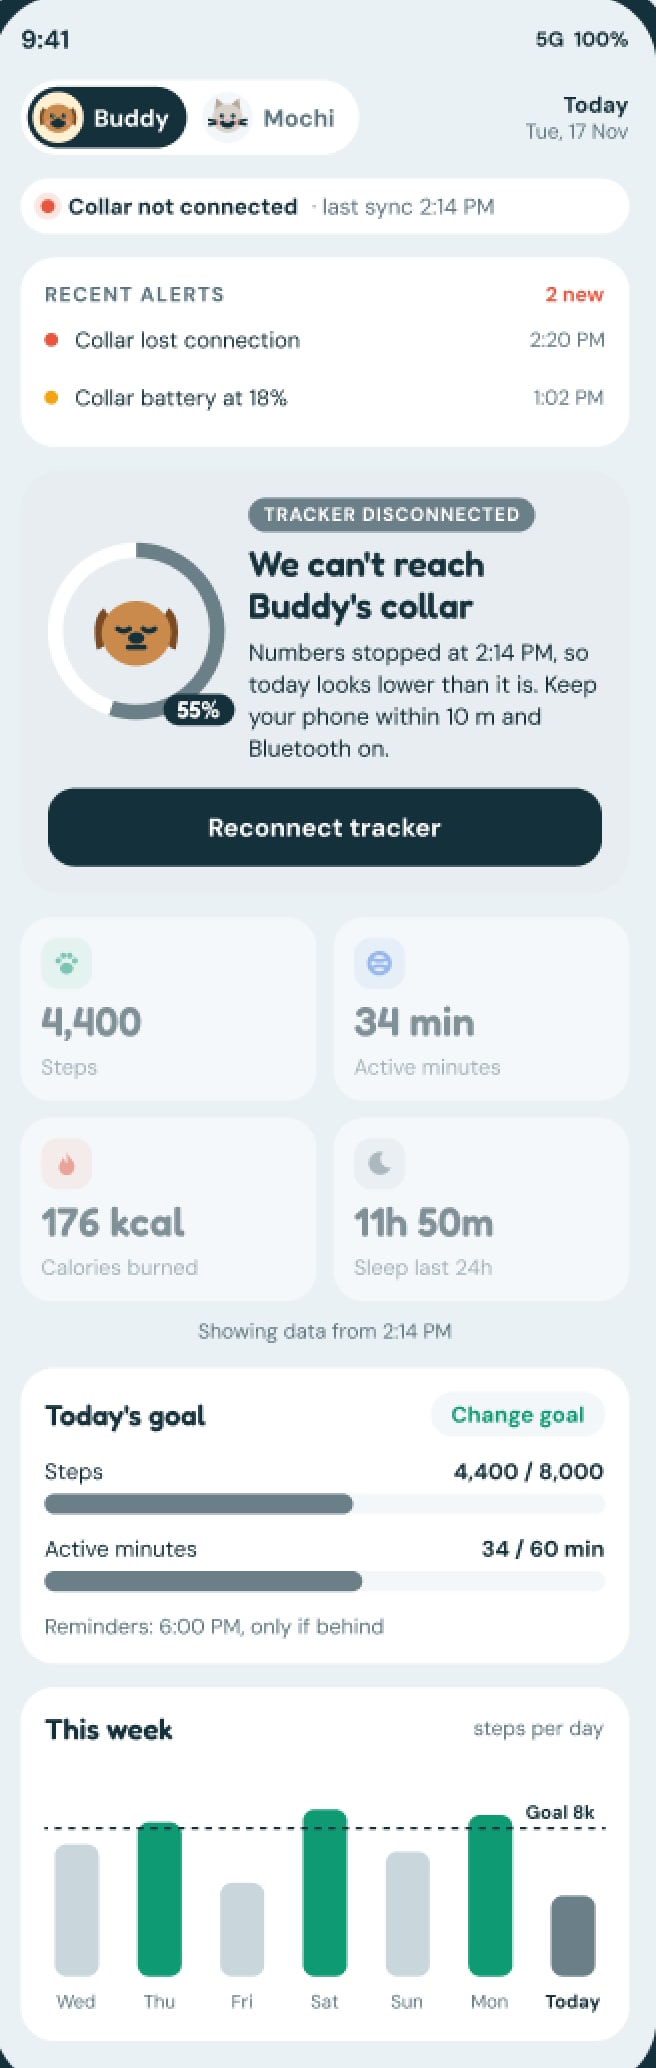 9:41
5G 100%
Buddy
Mochi
Today
Tue, 17 Nov
Collar not connected · last sync 2:14 PM
RECENT ALERTS
2 new
Collar lost connection
2:20 PM
Collar battery at 18%
1:02 PM
TRACKER DISCONNECTED
We can't reach
Buddy's collar
Numbers stopped at 2:14 PM, so
today looks lower than it is. Keep
your phone within 10 m and
Bluetooth on.
55%
Reconnect tracker
4,400
Steps
34 min
Active minutes
176 kcal
Calories burned
11h 50m
Sleep last 24h
Showing data from 2:14 PM
Today's goal
Change goal
Steps
4,400 / 8,000
Active minutes
34 / 60 min
Reminders: 6:00 PM, only if behind
This week
steps per day
Goal 8k
Wed
Thu
Fri
Sat
Sun
Mon
Today